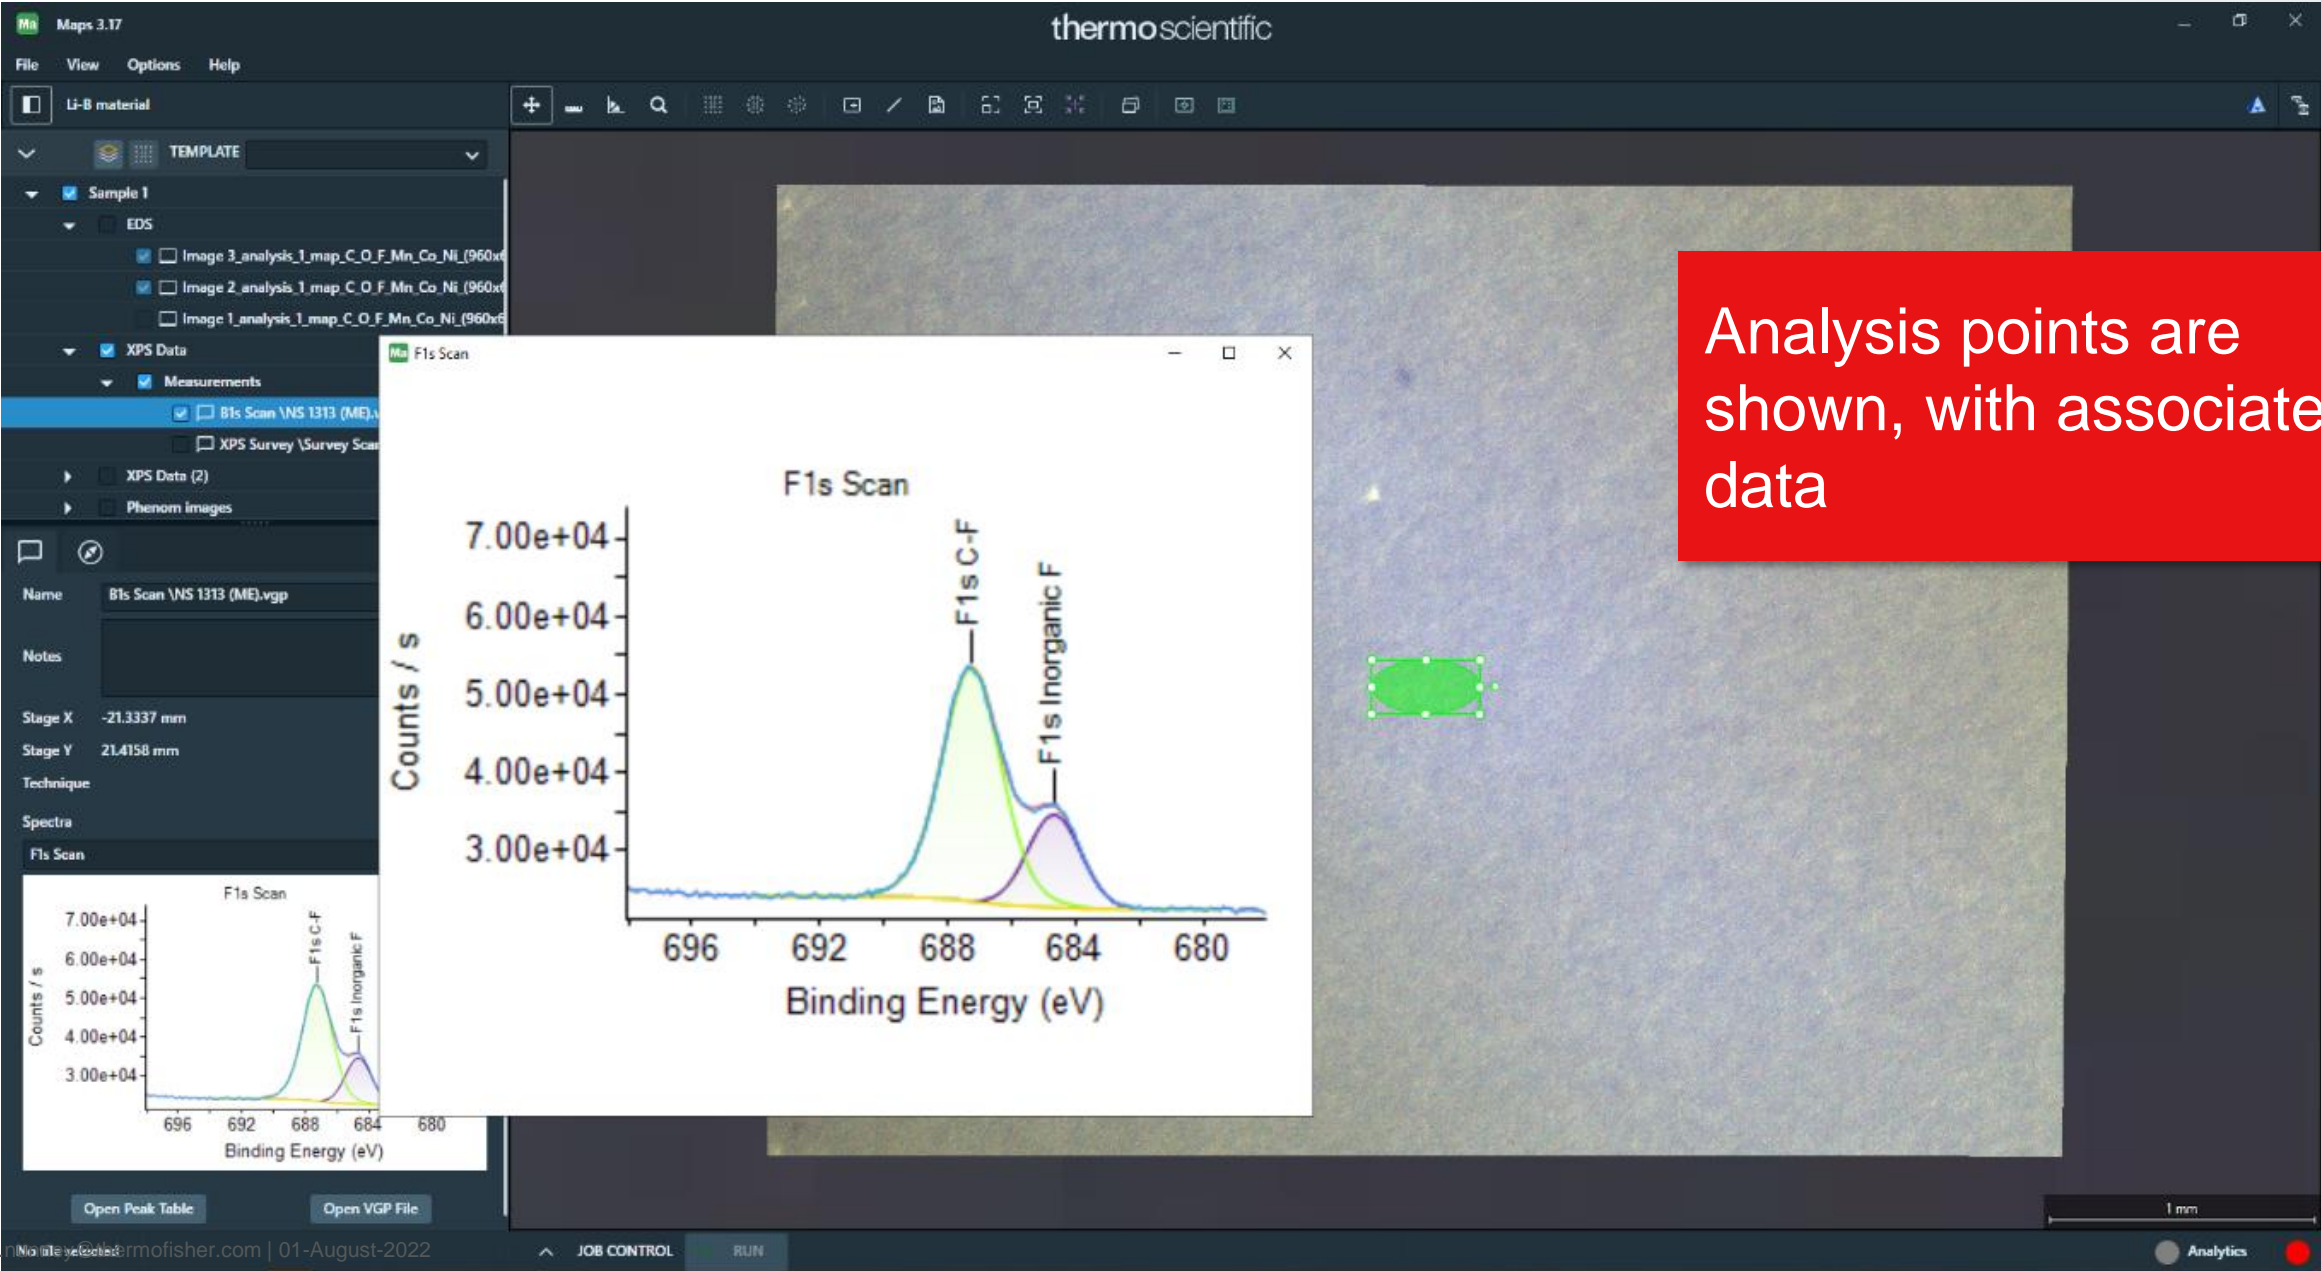 Maps 3.17
thermoscientific
File View Options Help
Li-B material
TEMPLATE
Sample 1
EDS
Image 3_analysis_1_map_C_O_F_Mn_Co_Ni_(960x6
Image 2_analysis_1_map_C_O_F_Mn_Co_Ni_(960x6
Image 1_analysis_1_map_C_O_F_Mn_Co_Ni_(960x6
XPS Data
Measurements
B1s Scan \NS 1313 (ME).v
XPS Survey \Survey Scan
XPS Data (2)
Phenom images
Name B1s Scan \NS 1313 (ME).vgp
Notes
Stage X -21.3337 mm
Stage Y 21.4158 mm
Technique
Spectra
F1s Scan
F1s Scan
7.00e+04
6.00e+04
5.00e+04
4.00e+04
3.00e+04
Counts / s
F1s C-F
F1s Inorganic F
696 692 688 684 680
Binding Energy (eV)
Open Peak Table Open VGP File
Ma F1s Scan
F1s Scan
7.00e+04
6.00e+04
5.00e+04
4.00e+04
3.00e+04
Counts / s
F1s C-F
F1s Inorganic F
696 692 688 684 680
Binding Energy (eV)
Analysis points are
shown, with associate
data
1 mm
thermofisher.com | 01-August-2022
JOB CONTROL RUN
Analytics